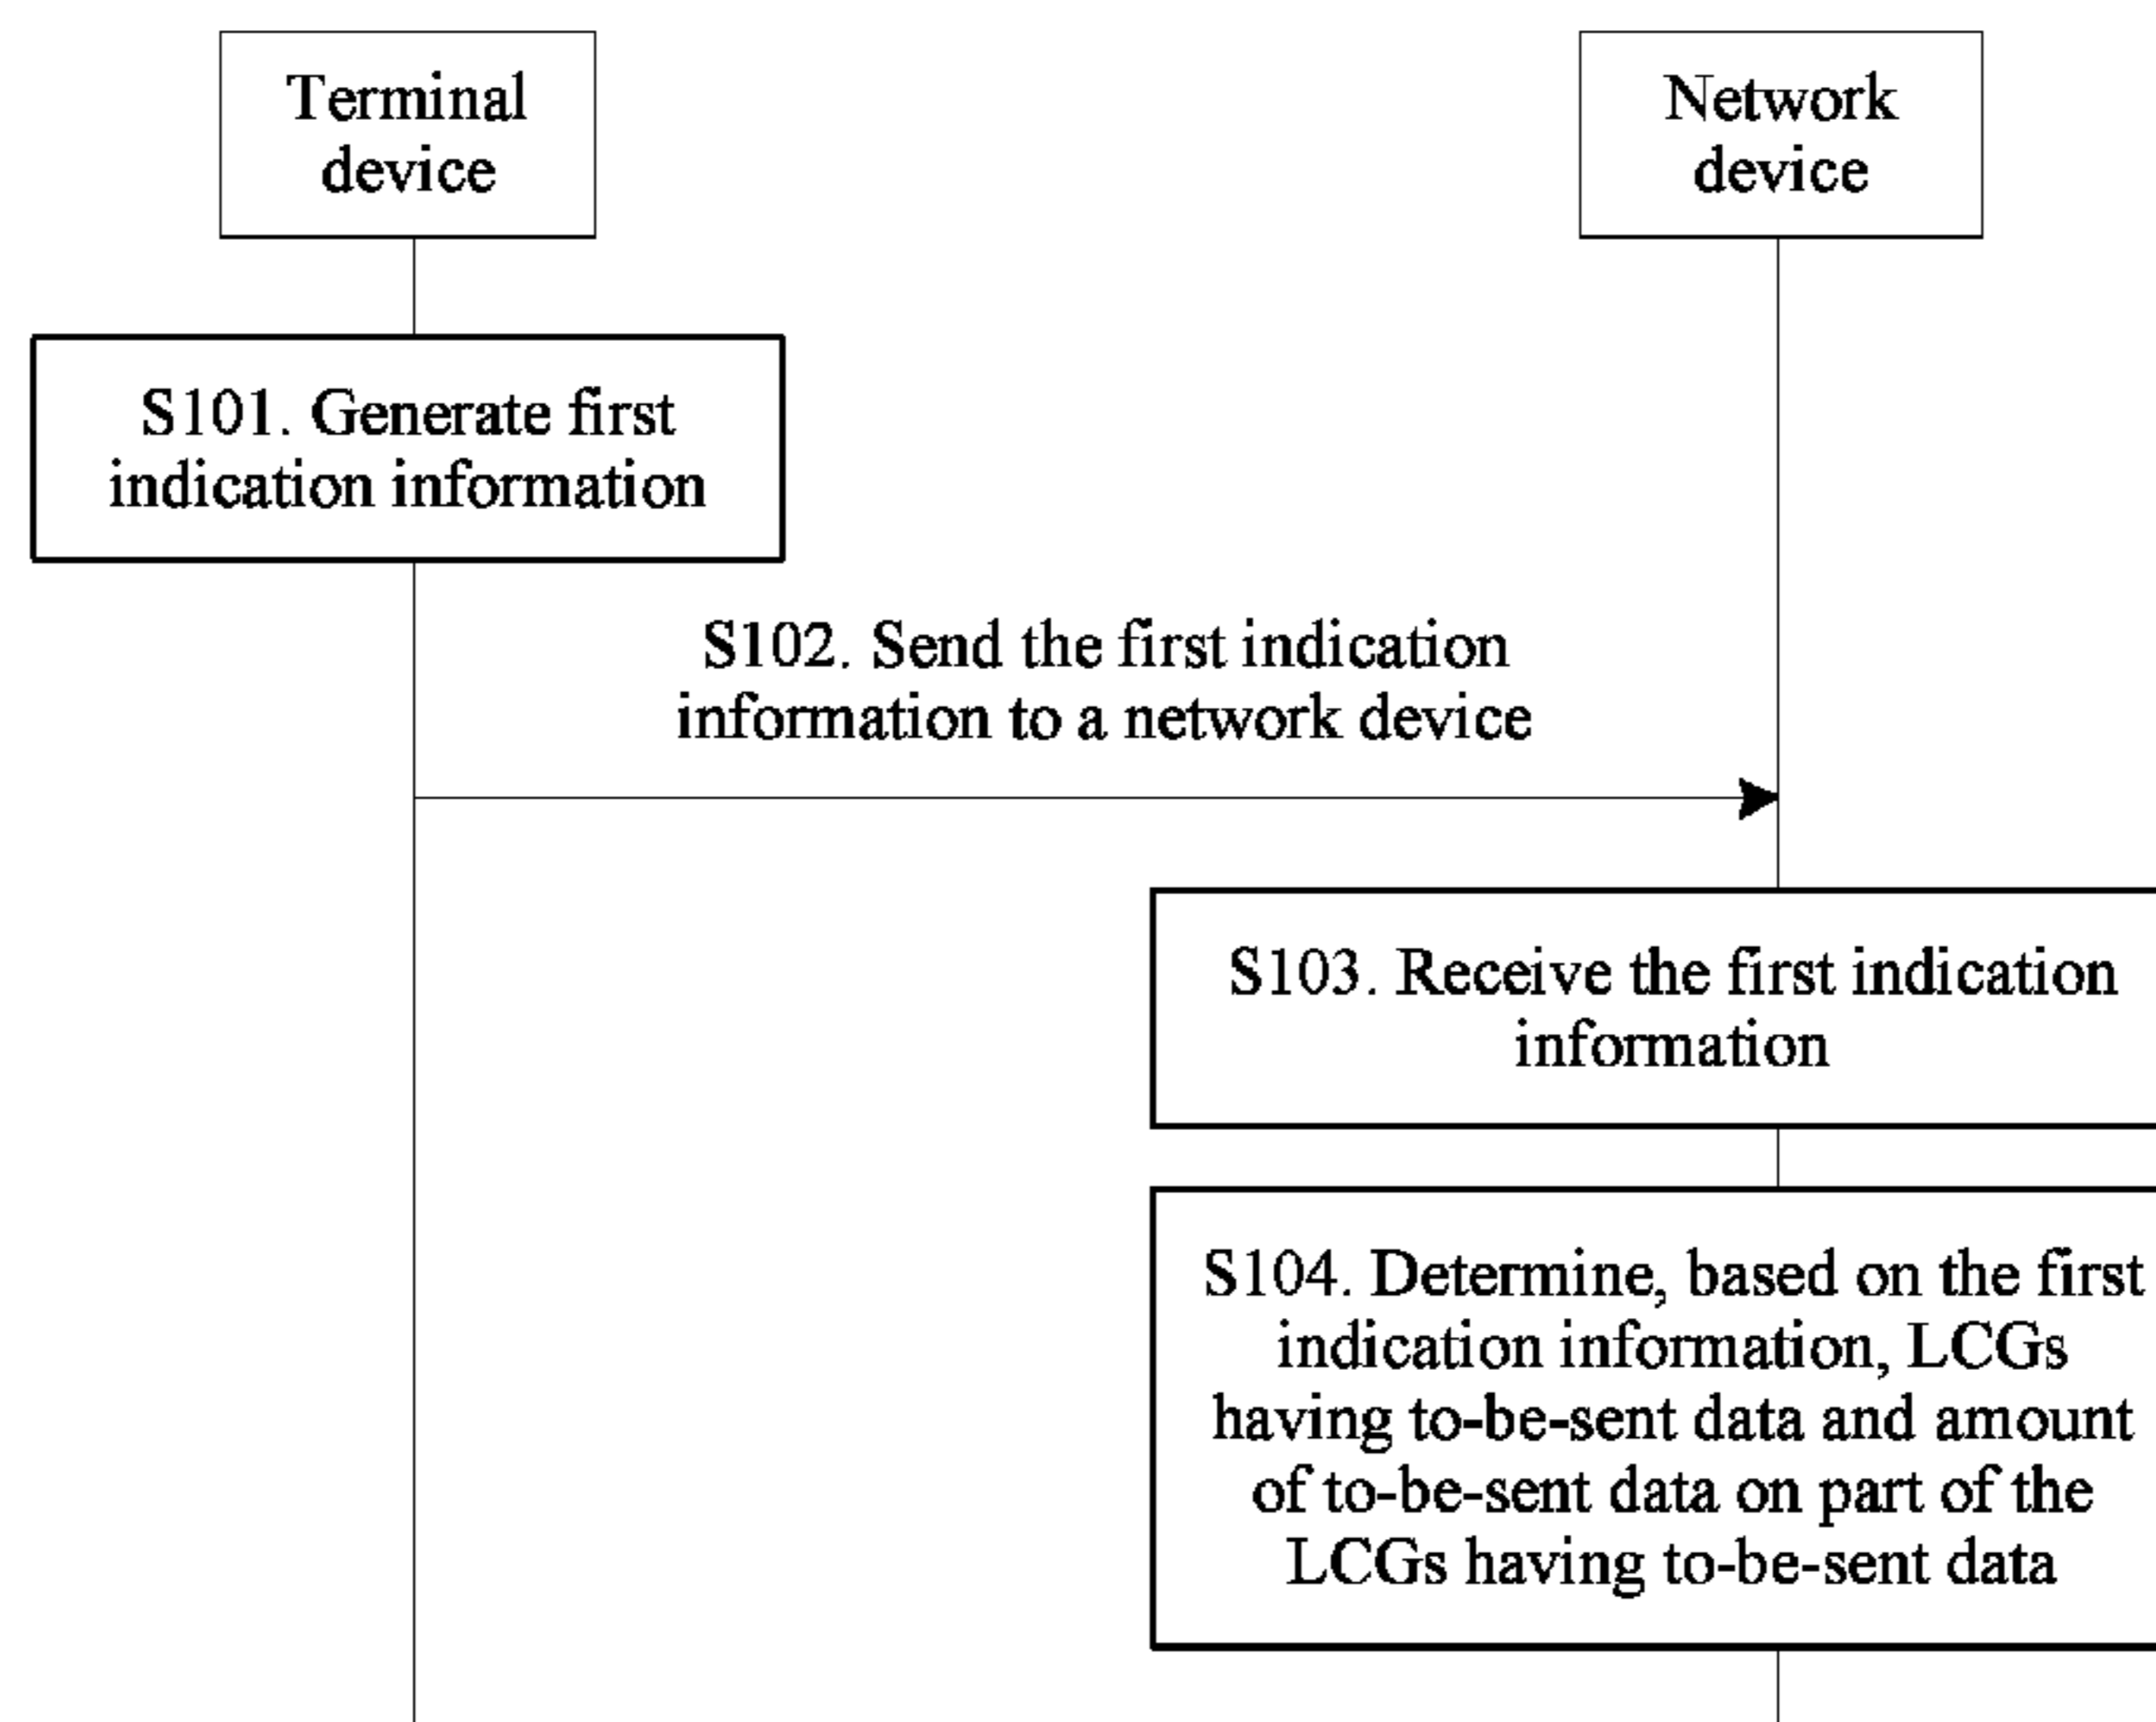 Terminal
device
Network
device
S101. Generate first
indication information
S102. Send the first indication
information to a network device
S103. Receive the first indication
information
S104. Determine, based on the first
indication information, LCGs
having to-be-sent data and amount
of to-be-sent data on part of the
LCGs having to-be-sent data